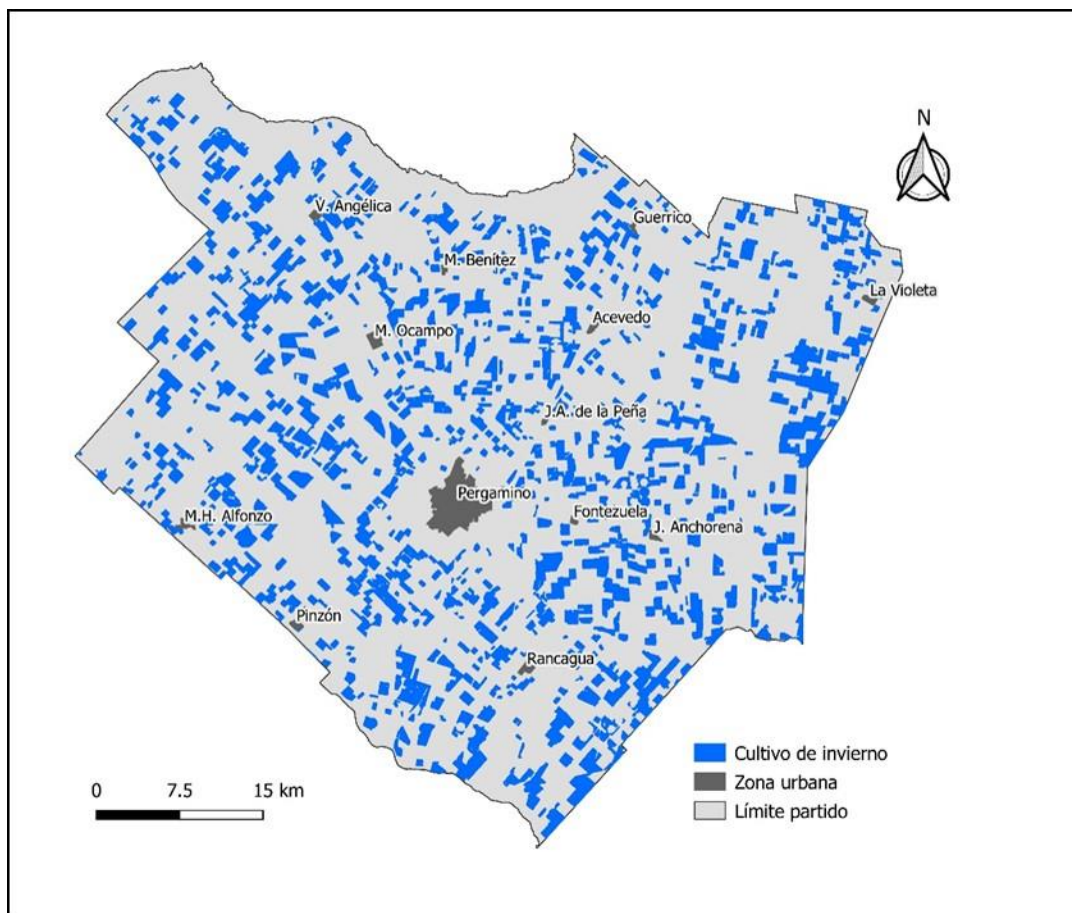 N
V. Angélica
Guerrico
M. Benítez
La Violeta
Acevedo
M. Ocampo
J.A. de la Peña
Pergamino
Fontezuela
M.H. Alfonzo
J. Anchorena
Pinzón
Rancagua
Cultivo de invierno
Zona urbana
Límite partido
0 7.5 15 km